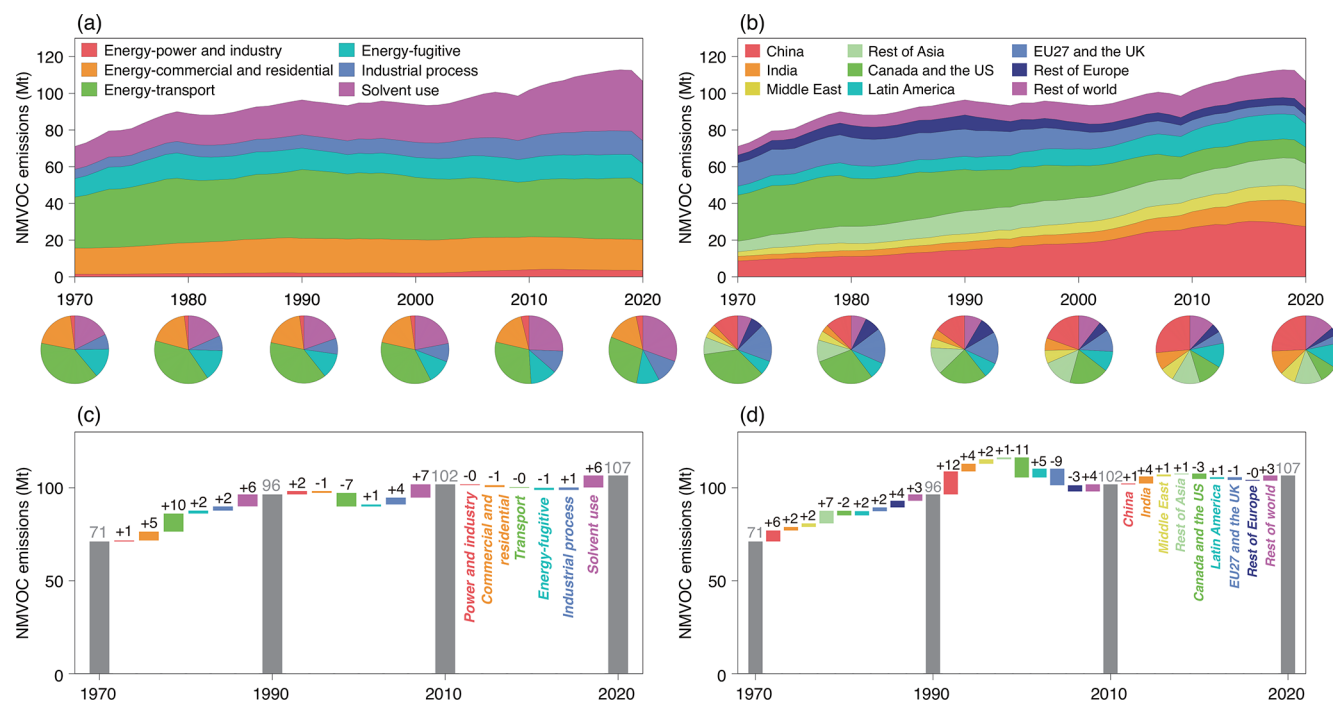 (a)
Energy-power and industry
Energy-commercial and residential
Energy-transport
Energy-fugitive
Industrial process
Solvent use
NMVOC emissions (Mt)
120
100
80
60
40
20
0
1970 1980 1990 2000 2010 2020
(b)
China
India
Middle East
Rest of Asia
Canada and the US
Latin America
EU27 and the UK
Rest of Europe
Rest of world
NMVOC emissions (Mt)
120
100
80
60
40
20
0
1970 1980 1990 2000 2010 2020
(c)
NMVOC emissions (Mt)
100
50
0
71 +1 +5 +10 +2 +2 +6 96 +2 -1 -7 +1 +4 +7 102 -0 -1 -0 -1 +1 +6 107
Power and industry
Commercial and
residential
Transport
Energy-fugitive
Industrial process
Solvent use
1970 1990 2010 2020
(d)
NMVOC emissions (Mt)
100
50
0
71 +6 +2 +2 +7 -2 +2 +2 +4 +3 96 +12 +4 +2 +1 -11 +5 -9 -3 +4 102 +1 +4 +1 +1 -3 +1 -1 -0 +3 107
China
India
Middle East
Rest of Asia
Canada and the US
Latin America
EU27 and the UK
Rest of Europe
Rest of world
1970 1990 2010 2020